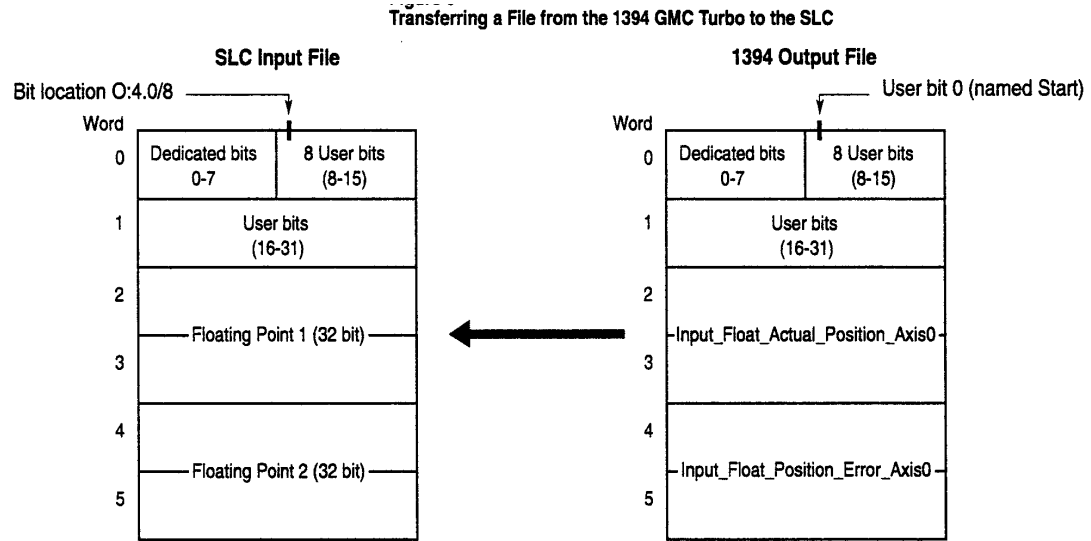 Transferring a File from the 1394 GMC Turbo to the SLC
SLC Input File
Bit location O:4.0/8
Word
0
Dedicated bits
0-7
8 User bits
(8-15)
1
User bits
(16-31)
2
Floating Point 1 (32 bit)
3
4
Floating Point 2 (32 bit)
5
1394 Output File
User bit 0 (named Start)
Word
0
Dedicated bits
0-7
8 User bits
(8-15)
1
User bits
(16-31)
2
Input_Float_Actual_Position_Axis0
3
4
Input_Float_Position_Error_Axis0
5